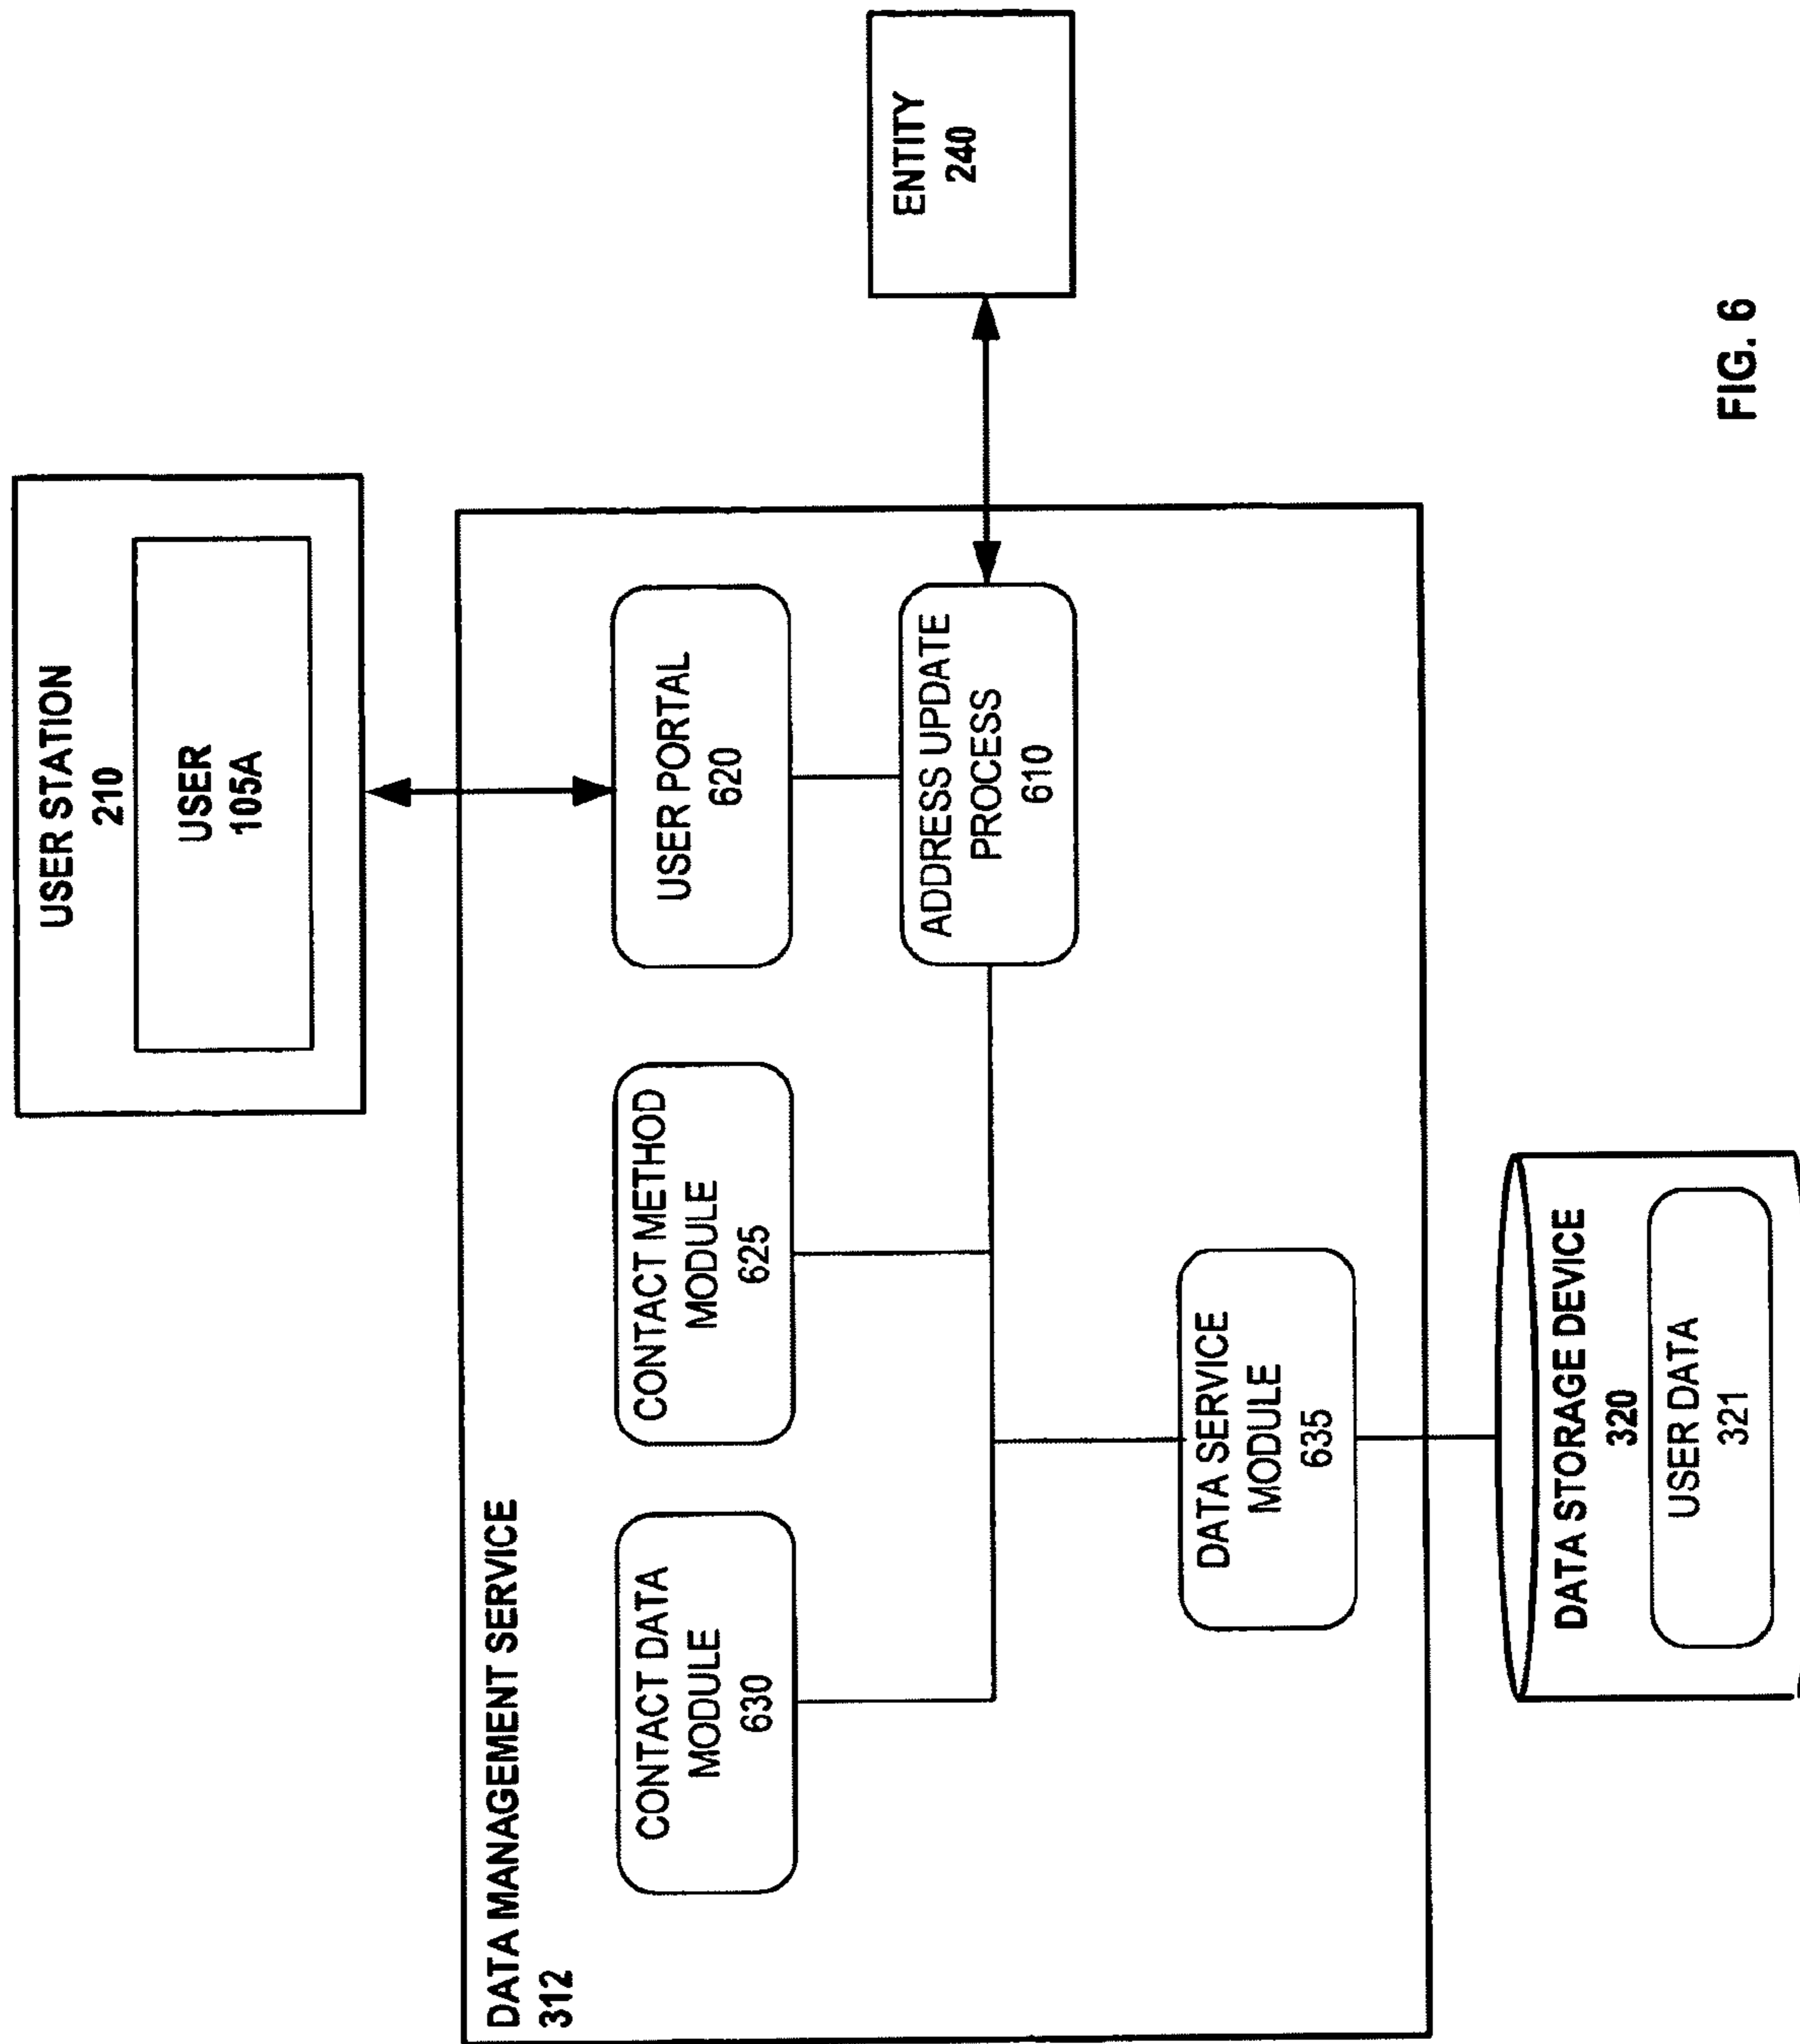 USER STATION
210
USER
105A
DATA MANAGEMENT SERVICE
312
CONTACT DATA
MODULE
630
CONTACT METHOD
MODULE
625
USER PORTAL
620
ADDRESS UPDATE
PROCESS
610
ENTITY
240
DATA SERVICE
MODULE
635
DATA STORAGE DEVICE
320
USER DATA
321
FIG. 6